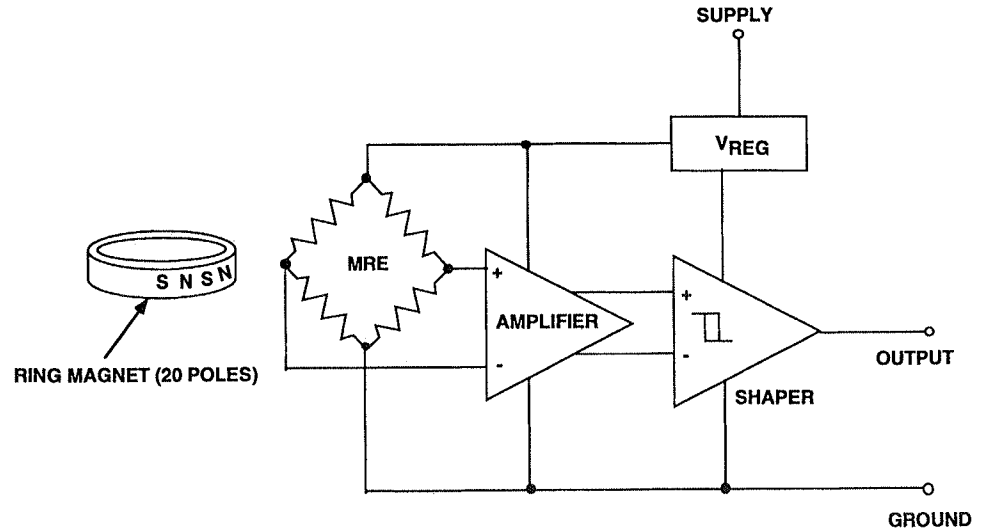 SUPPLY
VREG
MRE
S N S N
+
AMPLIFIER
-
+
-
SHAPER
OUTPUT
RING MAGNET (20 POLES)
GROUND